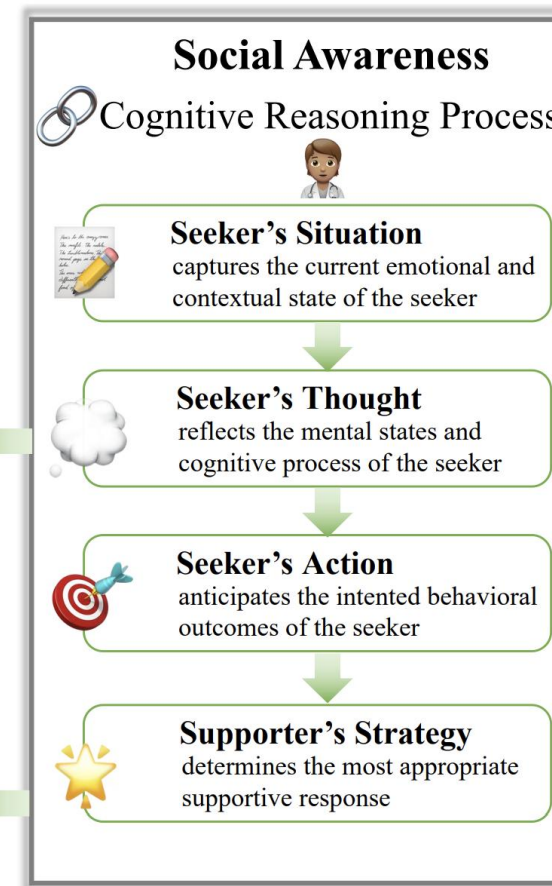 Social Awareness
Cognitive Reasoning Process
Seeker’s Situation
captures the current emotional and
contextual state of the seeker
Seeker’s Thought
reflects the mental states and
cognitive process of the seeker
Seeker’s Action
anticipates the intented behavioral
outcomes of the seeker
Supporter’s Strategy
determines the most appropriate
supportive response